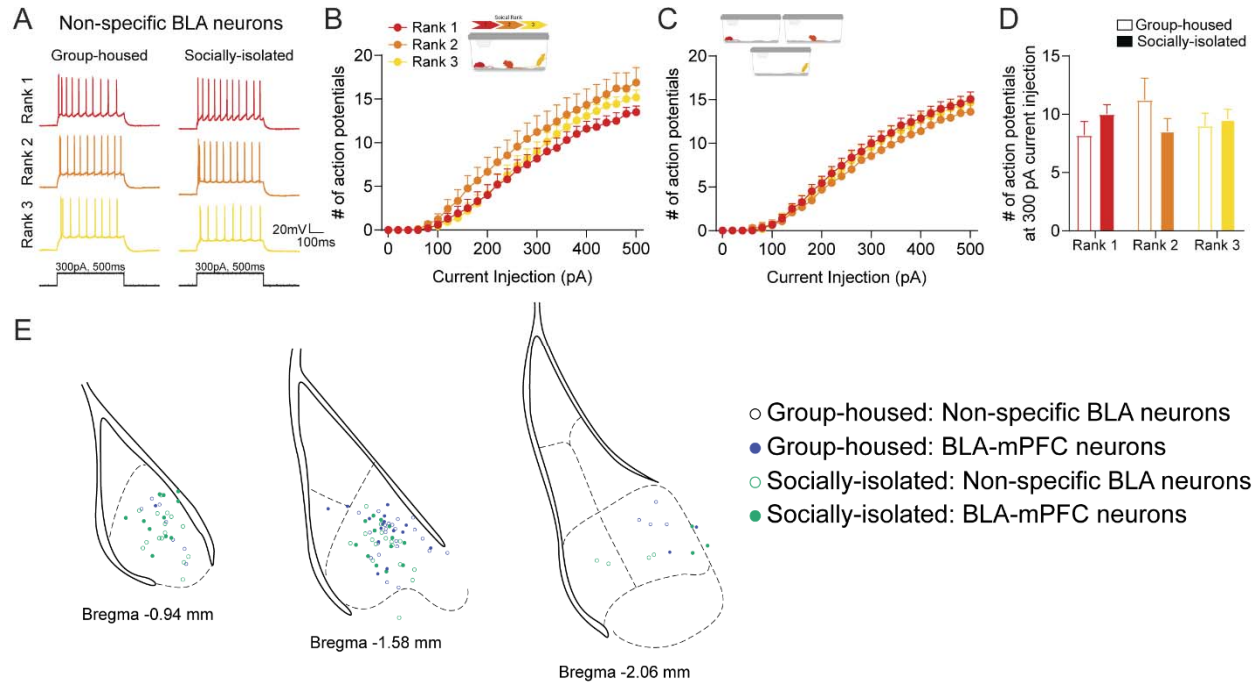 A
Non-specific BLA neurons
Group-housed
Socially-isolated
Rank 1
Rank 2
Rank 3
20mV
100ms
300pA, 500ms
300pA, 500ms
B
Rank 1
Rank 2
Rank 3
Soical Rank
# of action potentials
20
15
10
5
0
0
100
200
300
400
500
Current Injection (pA)
C
# of action potentials
20
15
10
5
0
0
100
200
300
400
500
Current Injection (pA)
D
Group-housed
Socially-isolated
# of action potentials
at 300 pA current injection
20
15
10
5
0
Rank 1
Rank 2
Rank 3
E
Bregma -0.94 mm
Bregma -1.58 mm
Bregma -2.06 mm
Group-housed: Non-specific BLA neurons
Group-housed: BLA-mPFC neurons
Socially-isolated: Non-specific BLA neurons
Socially-isolated: BLA-mPFC neurons